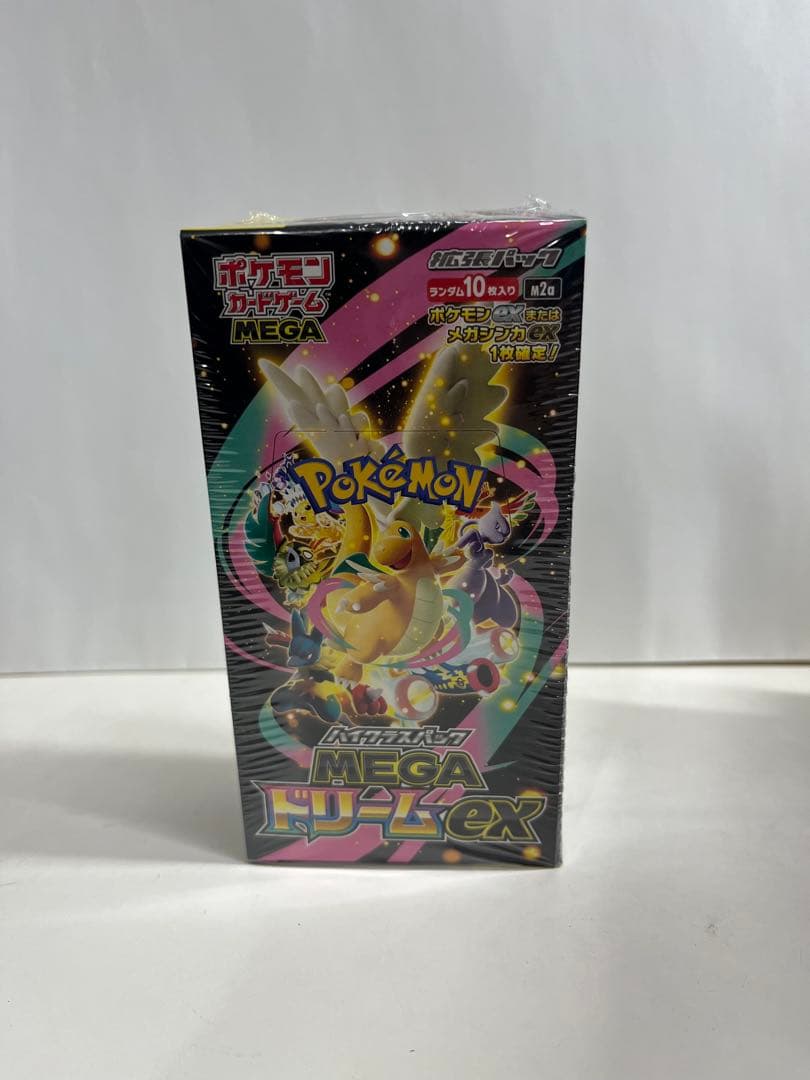 ポケモン
カードゲーム
MEGA
拡張パック
ランダム10枚入り
M2a
ポケモンexまたは
メガシンカex
1枚確定!
POKéMON
ハイクラスパック
MEGA
ドリームex